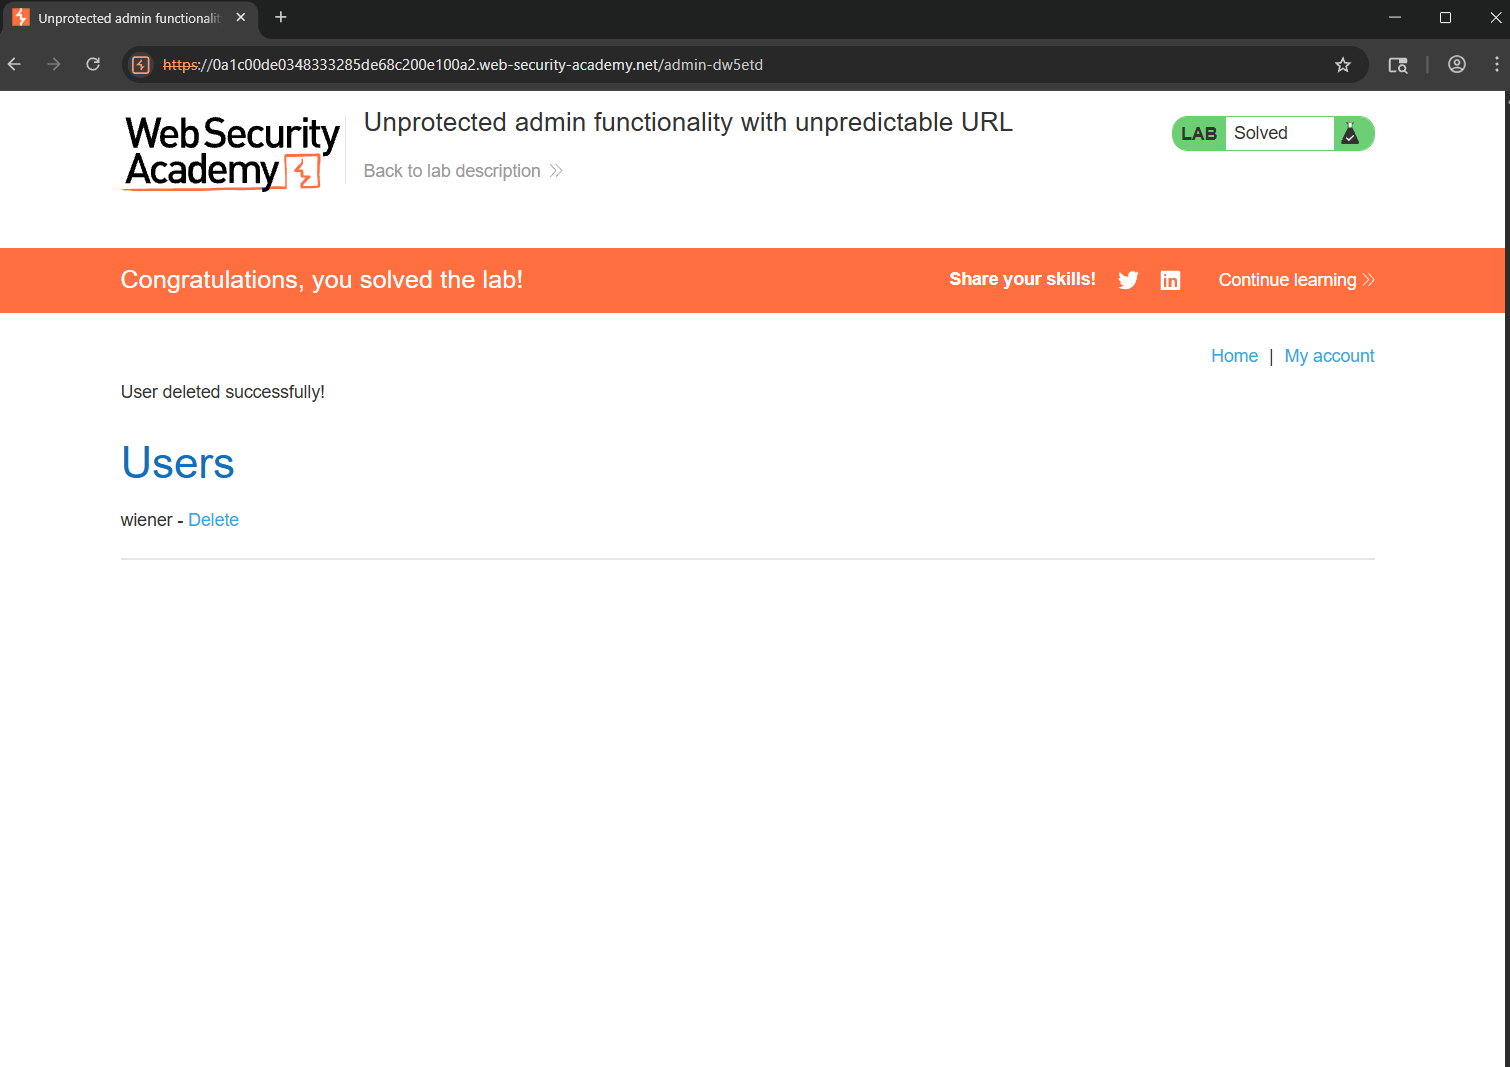 Unprotected admin functionalit
https://0a1c00de0348333285de68c200e100a2.web-security-academy.net/admin-dw5etd
Web Security
Academy
Unprotected admin functionality with unpredictable URL
Back to lab description
LAB Solved
Congratulations, you solved the lab!
Share your skills!
Continue learning
Home | My account
User deleted successfully!
Users
wiener - Delete